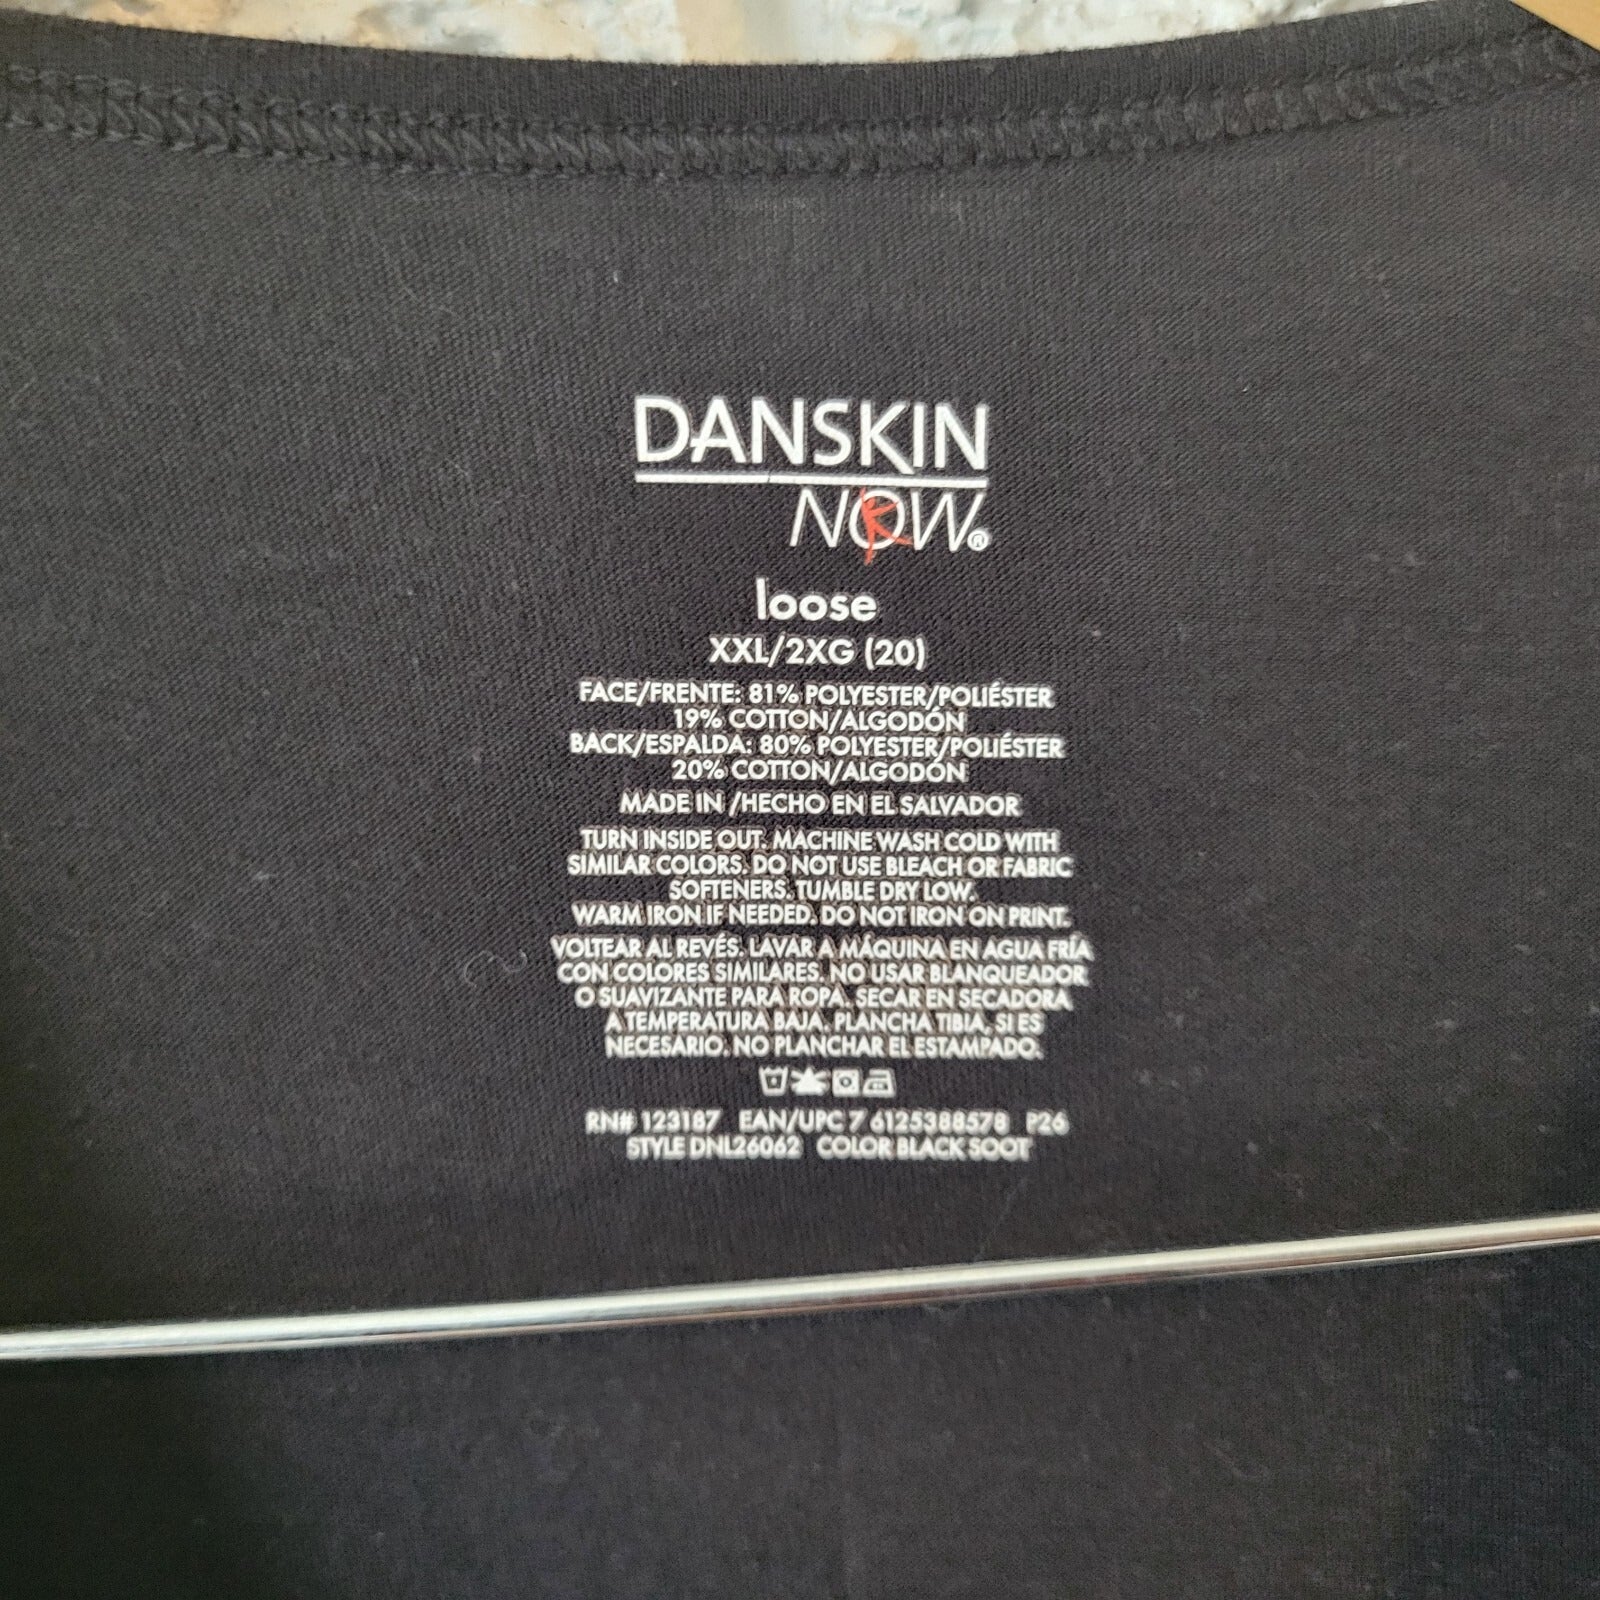 DANSKIN
NOW®
loose
XXL/2XG (20)
FACE/FRENTE: 81% POLYESTER/POLIÉSTER
19% COTTON/ALGODÓN
BACK/ESPALDA: 80% POLYESTER/POLIÉSTER
20% COTTON/ALGODÓN
MADE IN /HECHO EN EL SALVADOR
TURN INSIDE OUT. MACHINE WASH COLD WITH
SIMILAR COLORS. DO NOT USE BLEACH OR FABRIC
SOFTENERS. TUMBLE DRY LOW.
WARM IRON IF NEEDED. DO NOT IRON ON PRINT.
VOLTEAR AL REVÉS. LAVAR A MÁQUINA EN AGUA FRÍA
CON COLORES SIMILARES. NO USAR BLANQUEADOR
O SUAVIZANTE PARA ROPA. SECAR EN SECADORA
A TEMPERATURA BAJA. PLANCHA TIBIA, SI ES
NECESARIO. NO PLANCHAR EL ESTAMPADO.
RN# 123187 EAN/UPC 7 6125388578 P26
STYLE DNL26062 COLOR BLACK SOOT